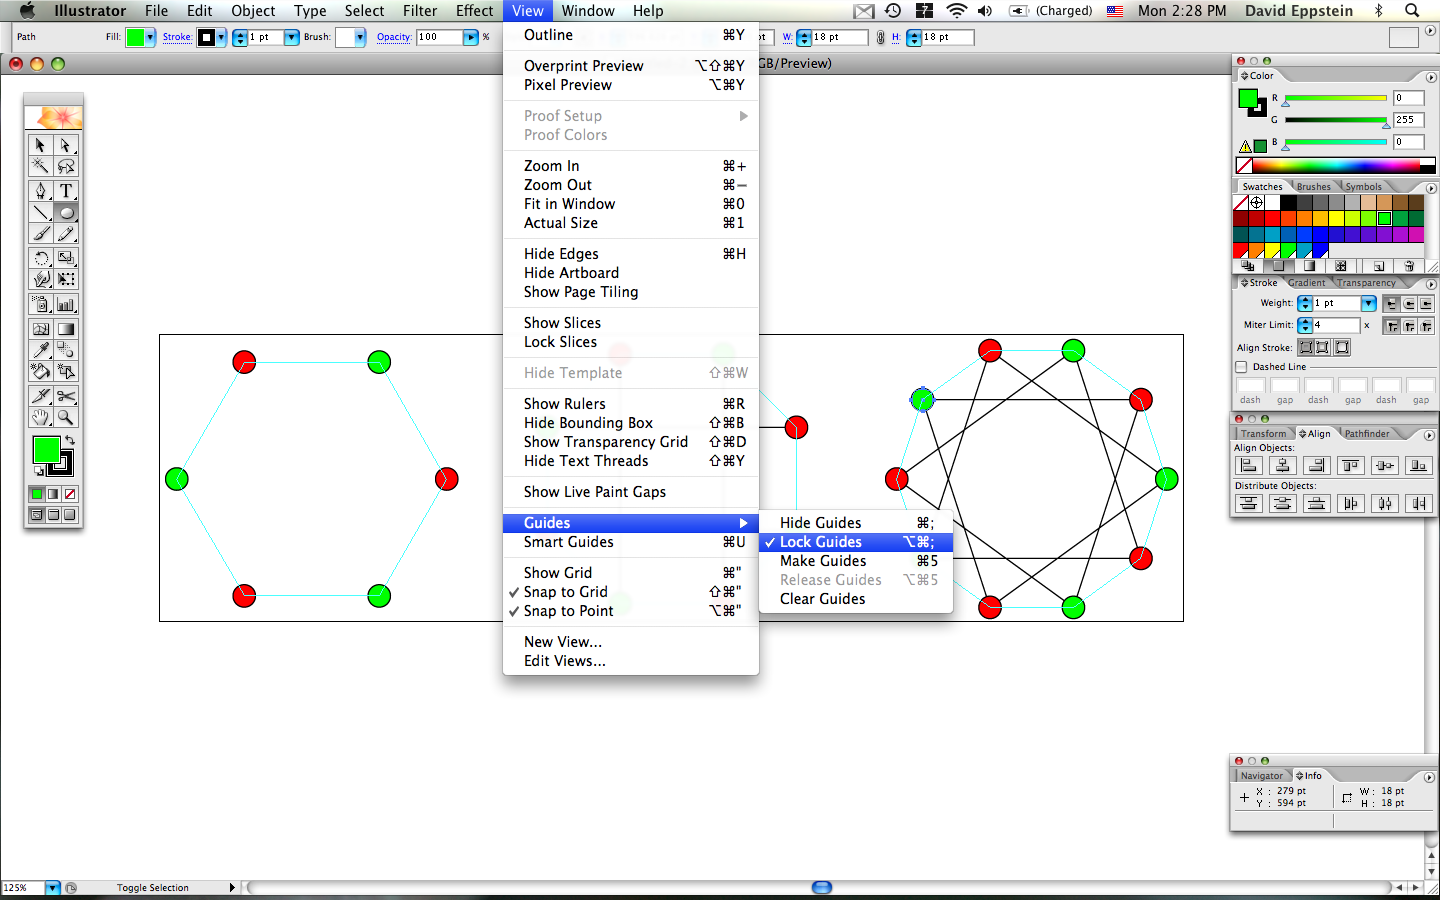 Illustrator File Edit Object Type Select Filter Effect View Window Help (Charged) Mon 2:28 PM David Eppstein
Path Fill: Stroke: 1 pt Brush: Opacity: 100 % pt W: 18 pt H: 18 pt
GB/Preview)
Outline ⌘Y
Overprint Preview ⌥⇧⌘Y
Pixel Preview ⌥⌘Y
Proof Setup
Proof Colors
Zoom In ⌘+
Zoom Out ⌘−
Fit in Window ⌘0
Actual Size ⌘1
Hide Edges ⌘H
Hide Artboard
Show Page Tiling
Show Slices
Lock Slices
Hide Template ⇧⌘W
Show Rulers ⌘R
Hide Bounding Box ⇧⌘B
Show Transparency Grid ⇧⌘D
Hide Text Threads ⇧⌘Y
Show Live Paint Gaps
Guides
Smart Guides ⌘U
Show Grid ⌘"
✓ Snap to Grid ⇧⌘"
✓ Snap to Point ⌥⌘"
New View...
Edit Views...
Hide Guides ⌘;
✓ Lock Guides ⌥⌘;
Make Guides ⌘5
Release Guides ⌥⌘5
Clear Guides
Color
R 0
G 255
B 0
Swatches Brushes Symbols
Stroke Gradient Transparency
Weight: 1 pt
Miter Limit: 4 x
Align Stroke:
Dashed Line
dash gap dash gap dash gap
Transform Align Pathfinder
Align Objects:
Distribute Objects:
Navigator Info
X : 279 pt W : 18 pt
Y : 594 pt H : 18 pt
125% Toggle Selection